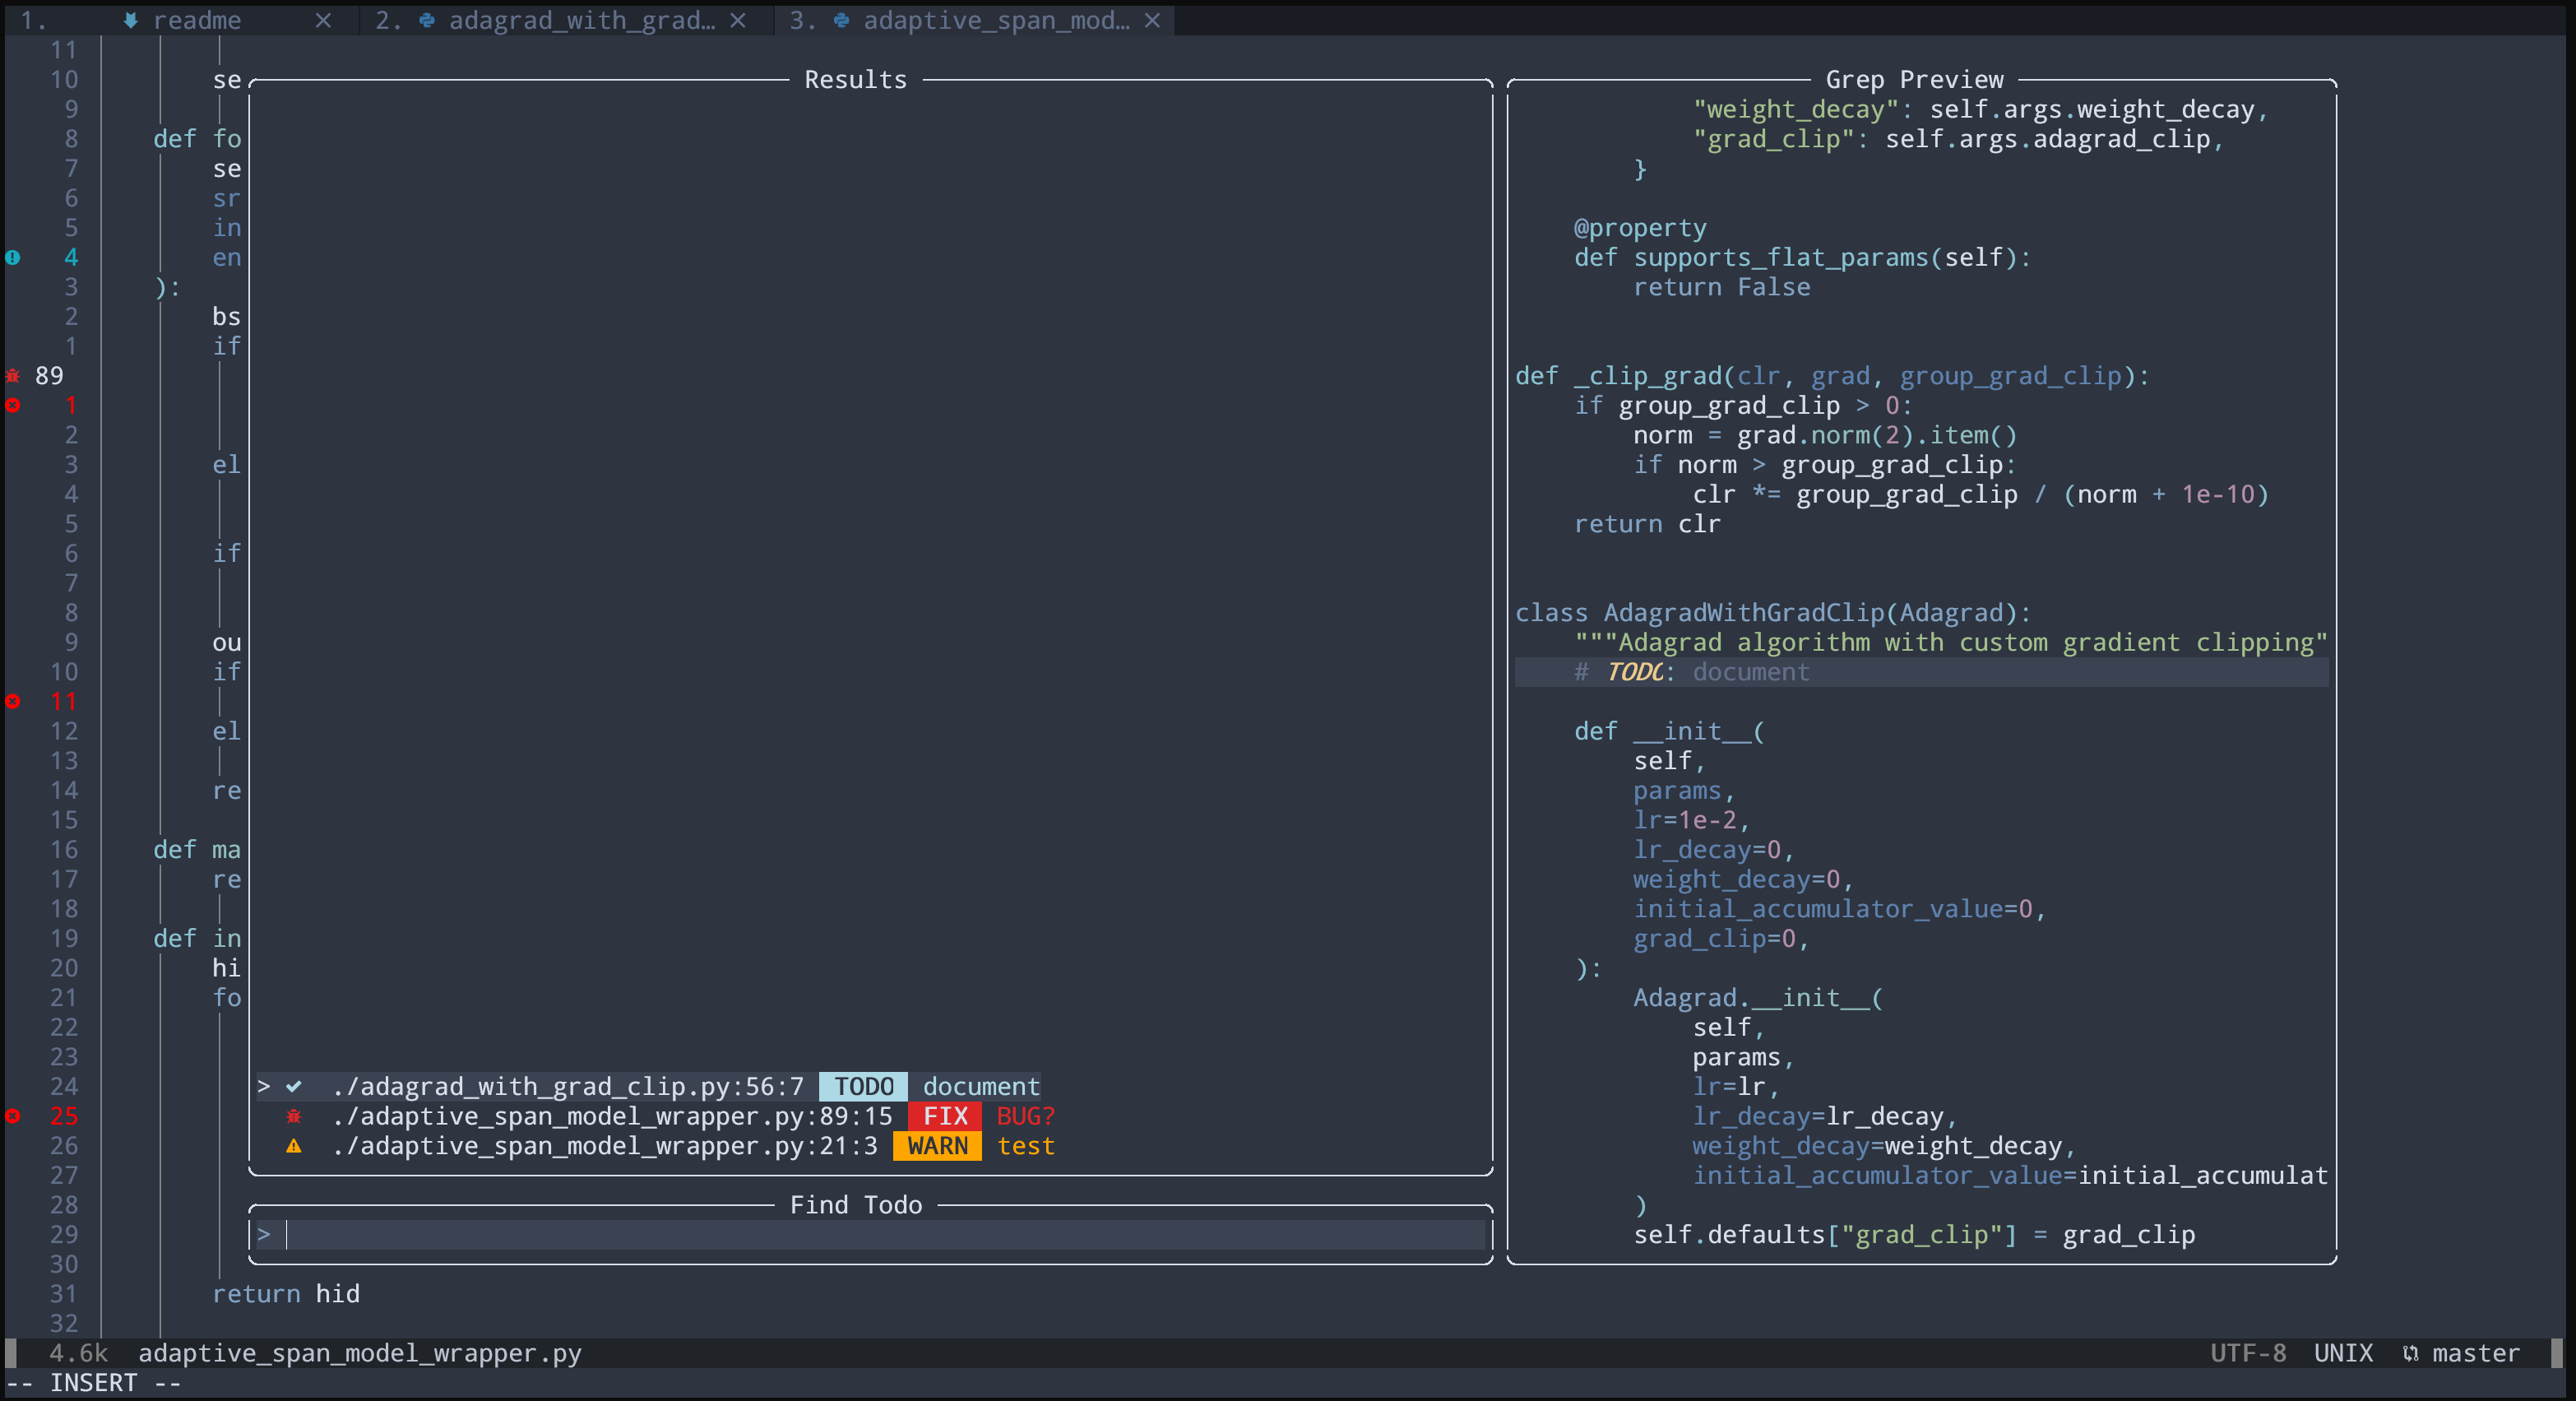 1. readme × 2. adagrad_with_grad… × 3. adaptive_span_mod… ×
11
10 se
9
8 def fo
7 se
6 sr
5 in
4 en
3 ):
2 bs
1 if
89
1
2
3 el
4
5
6 if
7
8
9 ou
10 if
11
12 el
13
14 re
15
16 def ma
17 re
18
19 def in
20 hi
21 fo
22
23
24
25
26
27
28
29
30
31 return hid
32
Results
> ./adagrad_with_grad_clip.py:56:7 TODO document
./adaptive_span_model_wrapper.py:89:15 FIX BUG?
./adaptive_span_model_wrapper.py:21:3 WARN test
Find Todo
>
Grep Preview
"weight_decay": self.args.weight_decay,
"grad_clip": self.args.adagrad_clip,
}
@property
def supports_flat_params(self):
return False
def _clip_grad(clr, grad, group_grad_clip):
if group_grad_clip > 0:
norm = grad.norm(2).item()
if norm > group_grad_clip:
clr *= group_grad_clip / (norm + 1e-10)
return clr
class AdagradWithGradClip(Adagrad):
"""Adagrad algorithm with custom gradient clipping"
# TODO: document
def __init__(
self,
params,
lr=1e-2,
lr_decay=0,
weight_decay=0,
initial_accumulator_value=0,
grad_clip=0,
):
Adagrad.__init__(
self,
params,
lr=lr,
lr_decay=lr_decay,
weight_decay=weight_decay,
initial_accumulator_value=initial_accumulat
)
self.defaults["grad_clip"] = grad_clip
4.6k adaptive_span_model_wrapper.py UTF-8 UNIX master
-- INSERT --